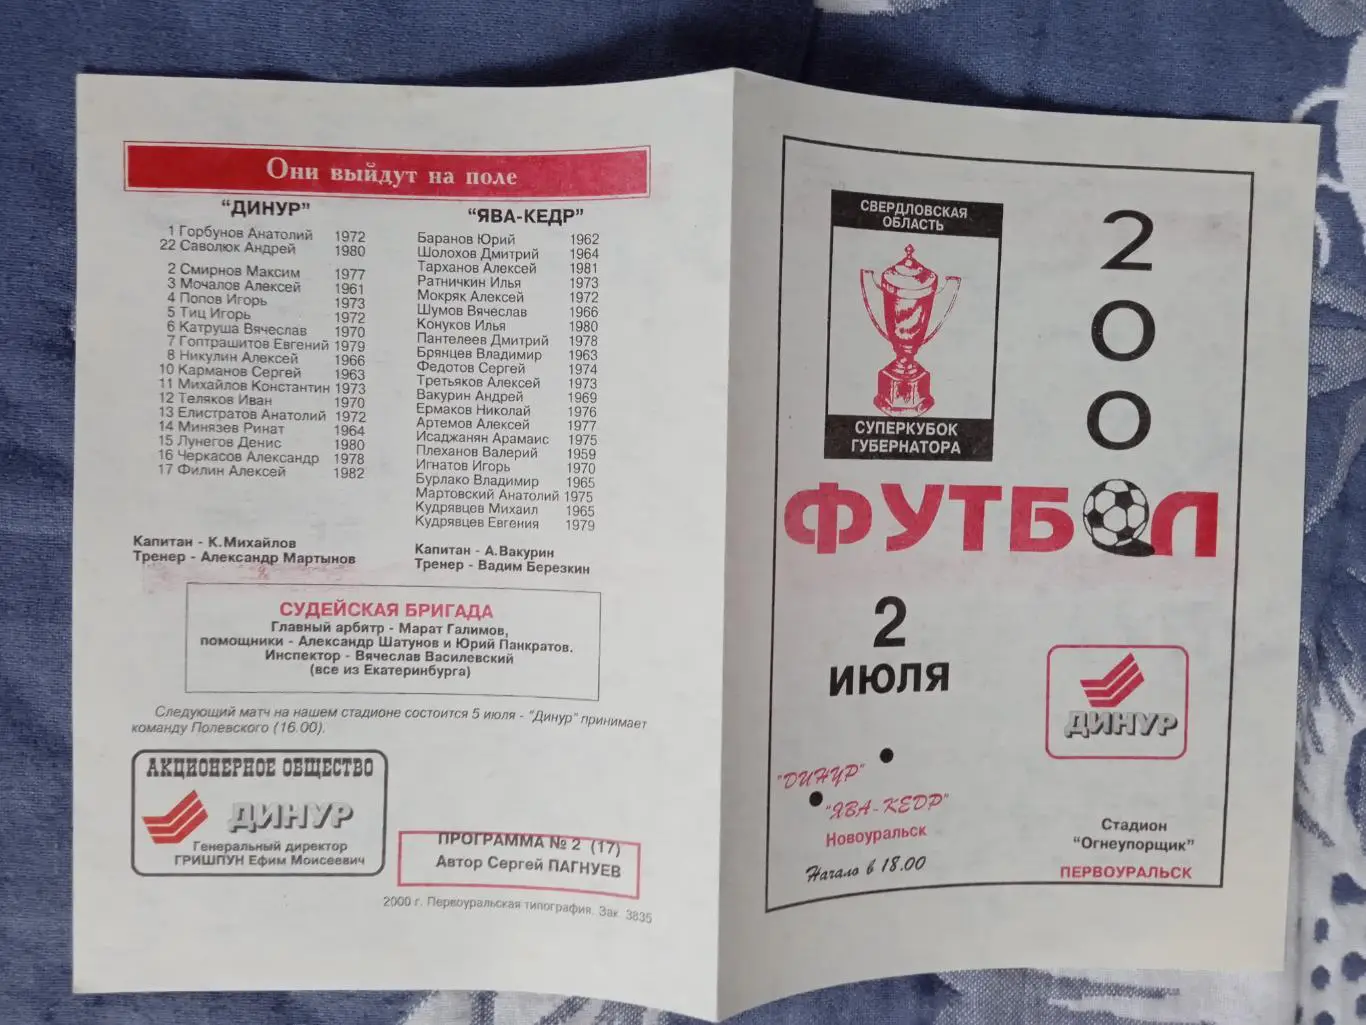 Они выйдут на поле
"ДИНУР"
1 Горбунов Анатолий 1972
22 Саволюк Андрей 1980
2 Смирнов Максим 1977
3 Мочалов Алексей 1961
4 Попов Игорь 1973
5 Тиц Игорь 1972
6 Катруша Вячеслав 1970
7 Гоптрашитов Евгений 1979
8 Никулин Алексей 1966
10 Карманов Сергей 1963
11 Михайлов Константин 1973
12 Теляков Иван 1970
13 Елистратов Анатолий 1972
14 Минязев Ринат 1964
15 Лунегов Денис 1980
16 Черкасов Александр 1978
17 Филин Алексей 1982
Капитан - К.Михайлов
Тренер - Александр Мартынов
"ЯВА-КЕДР"
Баранов Юрий 1962
Шолохов Дмитрий 1964
Тарханов Алексей 1981
Ратничкин Илья 1973
Мокряк Алексей 1972
Шумов Вячеслав 1966
Конуков Илья 1980
Пантелеев Дмитрий 1978
Брянцев Владимир 1963
Федотов Сергей 1974
Третьяков Алексей 1973
Вакурин Андрей 1969
Ермаков Николай 1976
Артемов Алексей 1977
Исаджанян Арамаис 1975
Плеханов Валерий 1959
Игнатов Игорь 1970
Бурлако Владимир 1965
Мартовский Анатолий 1975
Кудрявцев Михаил 1965
Кудрявцев Евгения 1979
Капитан - А.Вакурин
Тренер - Вадим Березкин
СУДЕЙСКАЯ БРИГАДА
Главный арбитр - Марат Галимов,
помощники - Александр Шатунов и Юрий Панкратов.
Инспектор - Вячеслав Василевский
(все из Екатеринбурга)
Следующий матч на нашем стадионе состоится 5 июля - "Динур" принимает
команду Полевского (16.00).
АКЦИОНЕРНОЕ ОБЩЕСТВО
ДИНУР
Генеральный директор
ГРИШПУН Ефим Моисеевич
ПРОГРАММА № 2 (17)
Автор Сергей ПАГНУЕВ
2000 г. Первоуральская типография. Зак. 3835
СВЕРДЛОВСКАЯ
ОБЛАСТЬ
СУПЕРКУБОК
ГУБЕРНАТОРА
2
0
0
ФУТБОЛ
2
ИЮЛЯ
ДИНУР
"ДИНУР"
"ЯВА-КЕДР"
Новоуральск
Начало в 18.00
Стадион
"Огнеупорщик"
ПЕРВОУРАЛЬСК